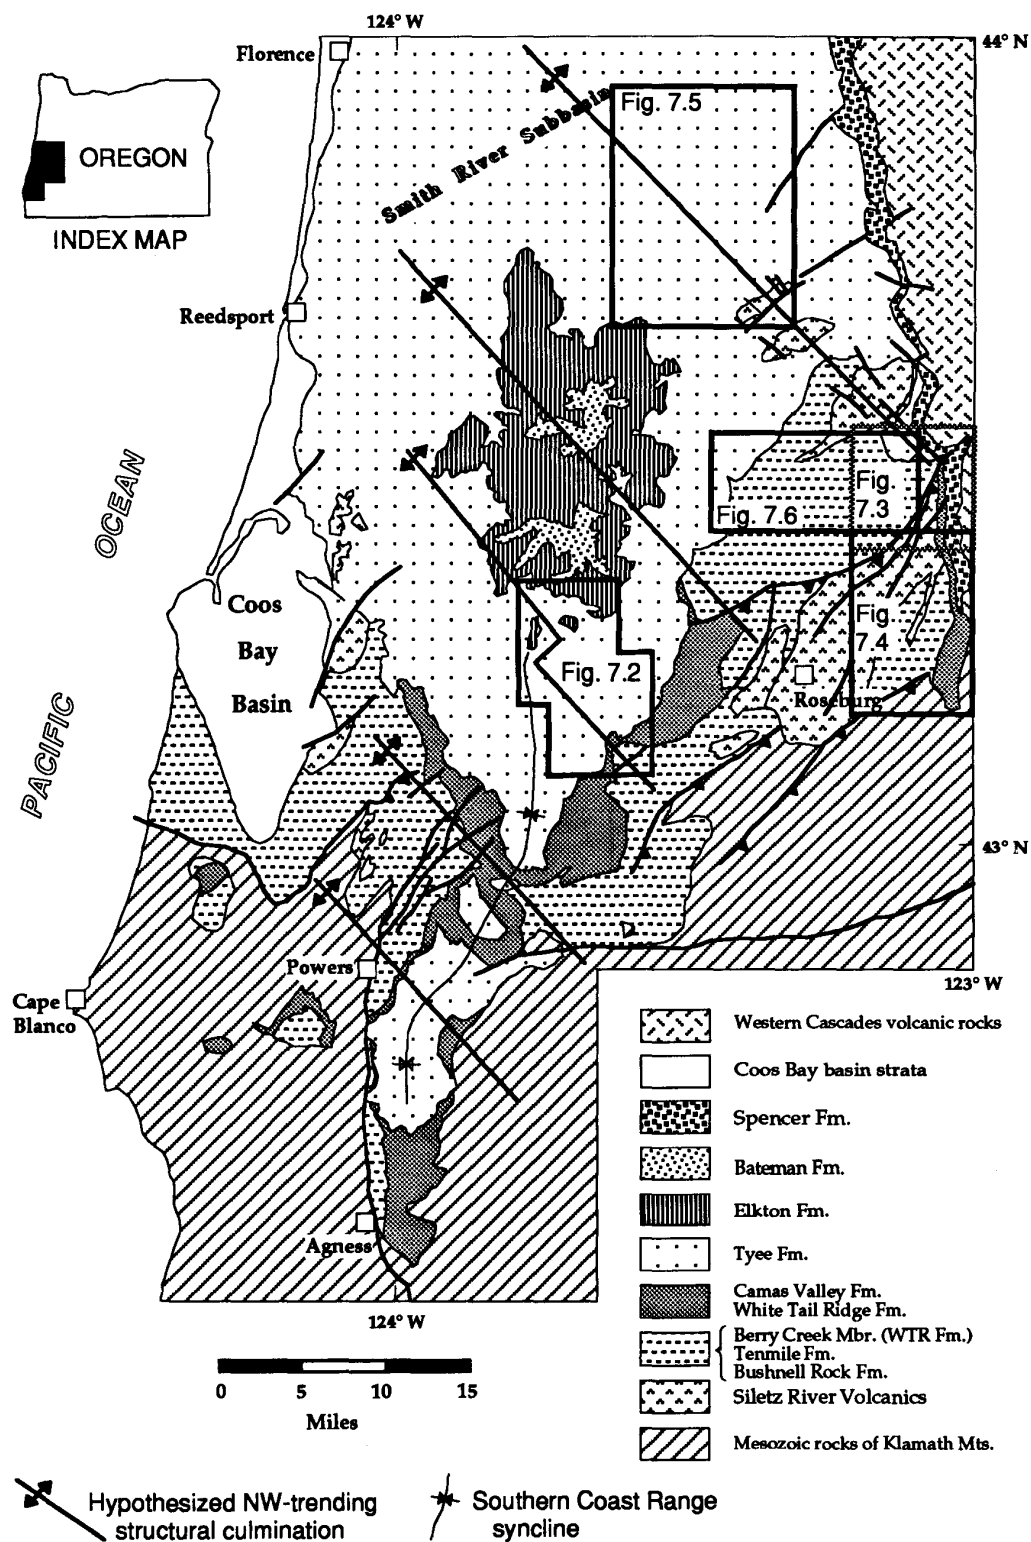 124° W
44° N
Florence
OREGON
INDEX MAP
Fig. 7.5
Smith River Subbasin
Reedsport
PACIFIC OCEAN
Fig. 7.6
Fig. 7.3
Coos Bay Basin
Fig. 7.4
Fig. 7.2
Roseburg
43° N
Powers
Cape Blanco
123° W
Agness
124° W
Western Cascades volcanic rocks
Coos Bay basin strata
Spencer Fm.
Bateman Fm.
Elkton Fm.
Tyee Fm.
Camas Valley Fm.
White Tail Ridge Fm.
Berry Creek Mbr. (WTR Fm.)
Tenmile Fm.
Bushnell Rock Fm.
Siletz River Volcanics
Mesozoic rocks of Klamath Mts.
0 5 10 15
Miles
Hypothesized NW-trending
structural culmination
Southern Coast Range
syncline